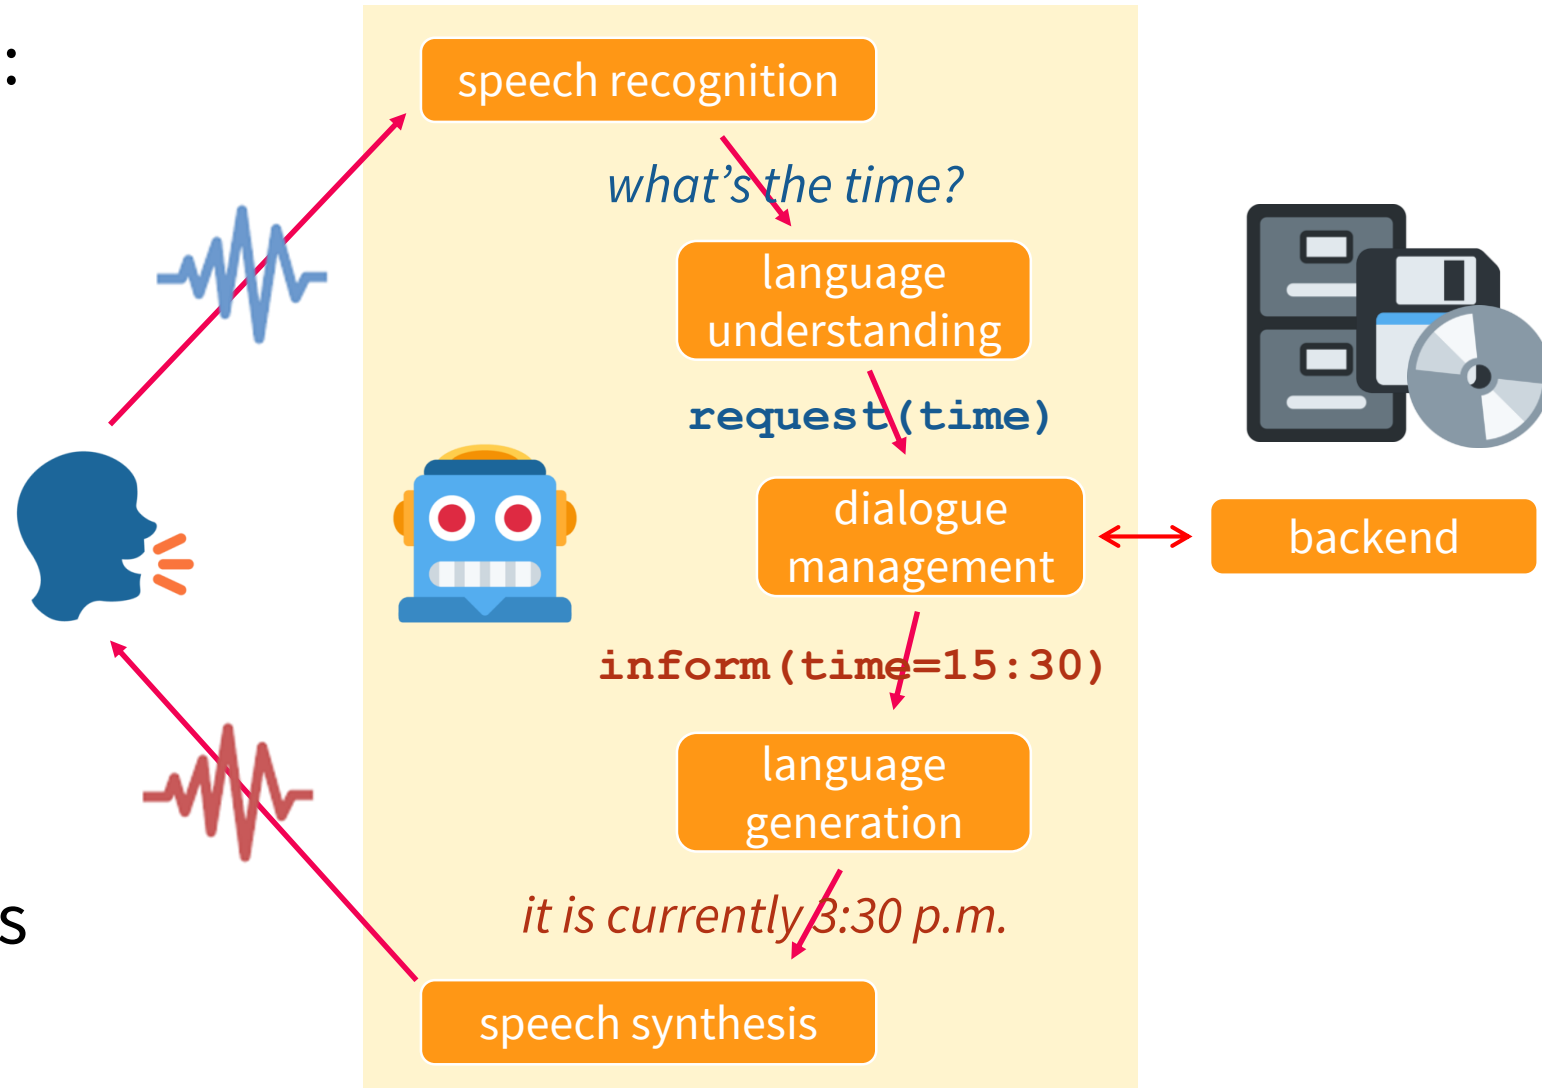 :
speech recognition
what’s the time?
language
understanding
request(time)
dialogue
management
backend
inform(time=15:30)
language
generation
it is currently 3:30 p.m.
s
speech synthesis